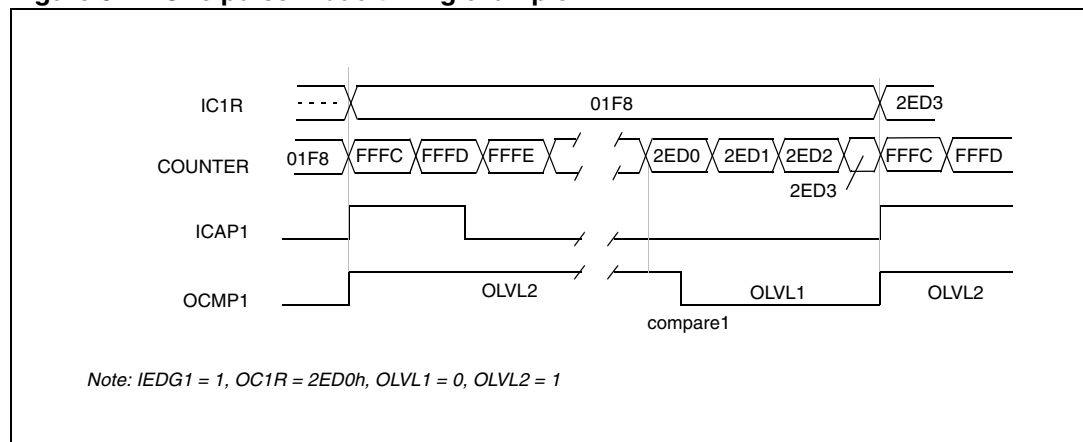 IC1R 01F8 2ED3
COUNTER 01F8 FFFC FFFD FFFE 2ED0 2ED1 2ED2 FFFC FFFD
2ED3
ICAP1
OCMP1 OLVL2 OLVL1 OLVL2
compare1
Note: IEDG1 = 1, OC1R = 2ED0h, OLVL1 = 0, OLVL2 = 1